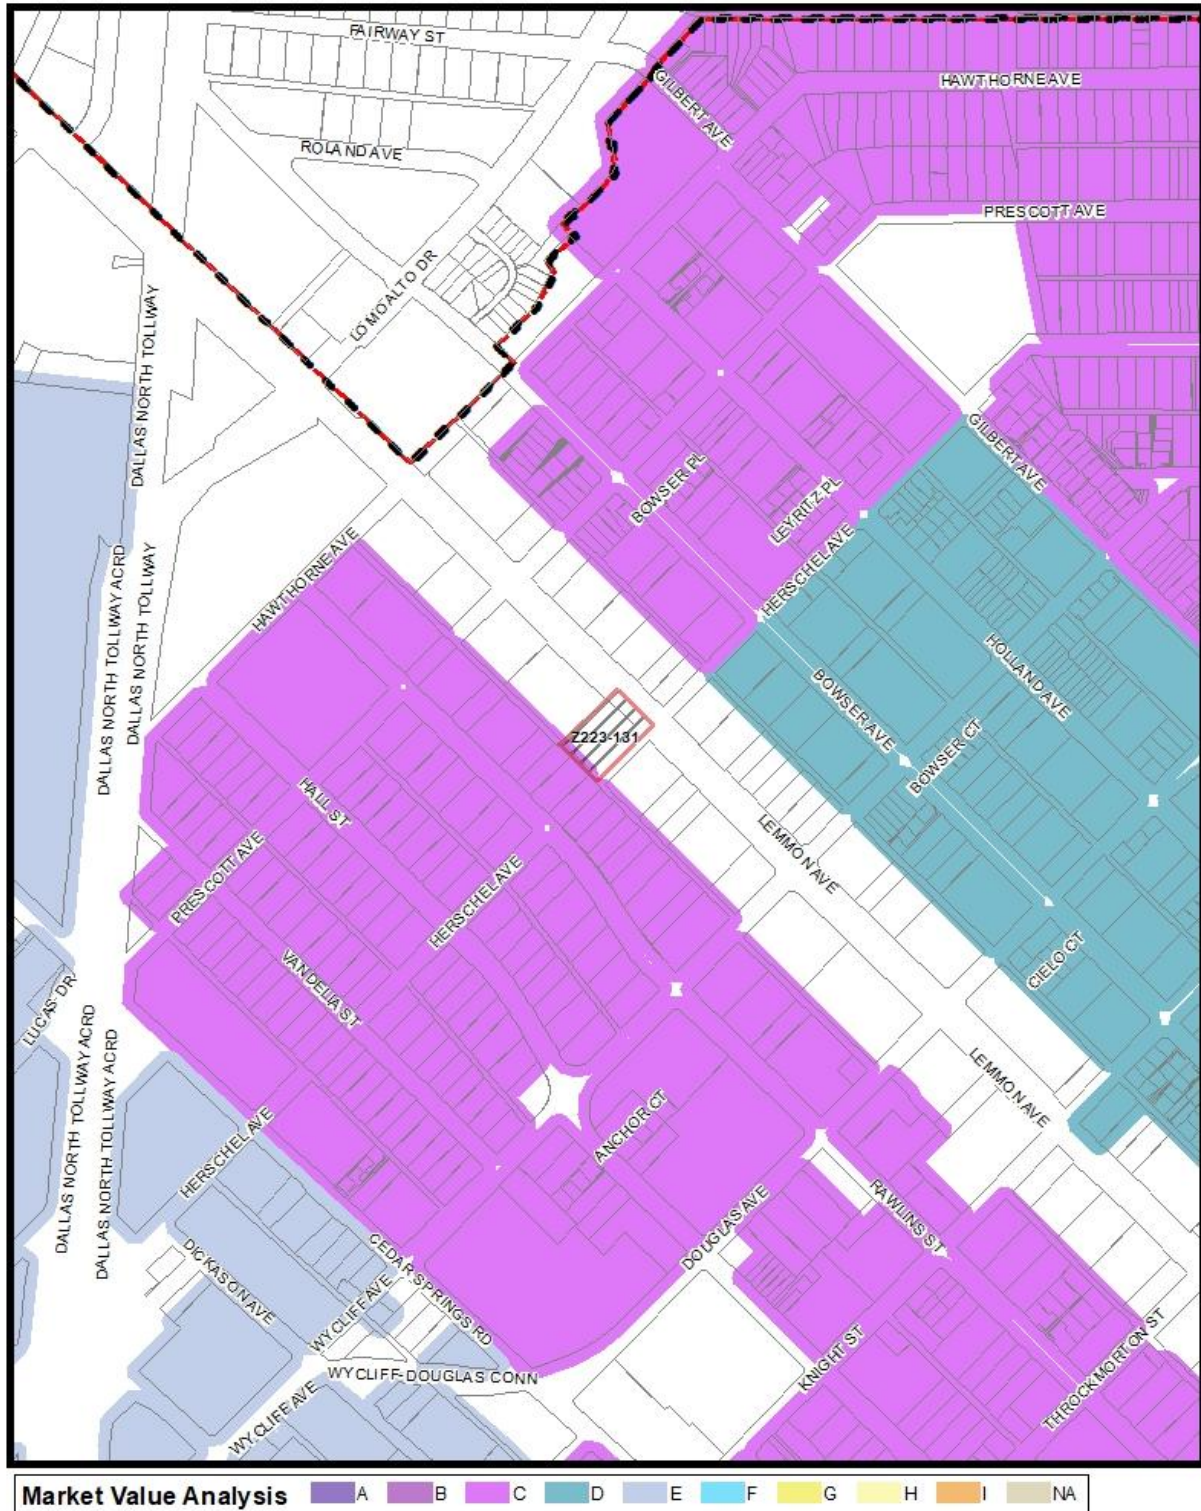 FAIRWAY ST
GILBERT AVE
HAWTHORNE AVE
ROLAND AVE
PRESCOTT AVE
LOMO ALTO DR
DALLAS NORTH TOLLWAY
GILBERT AVE
BOWSER PL
LEYRITZ PL
HERSCHEL AVE
HAWTHORNE AVE
DALLAS NORTH TOLLWAY ACRD
DALLAS NORTH TOLLWAY
HOLLAND AVE
BOWSER AVE
BOWSER CT
Z223-131
HALL ST
LEMMON AVE
PRESCOTT AVE
HERSCHEL AVE
CIELO CT
VANDELIA ST
LUCAS DR
DALLAS NORTH TOLLWAY ACRD
DALLAS NORTH TOLLWAY ACRD
LEMMON AVE
ANCHOR CT
HERSCHEL AVE
DOUGLAS AVE
RAWLINS ST
CEDAR SPRINGS RD
DICKASON AVE
WYCLIFF AVE
WYCLIFF-DOUGLAS CONN
KNIGHT ST
THROCKMORTON ST
WYCLIFF AVE
Market Value Analysis A B C D E F G H I NA